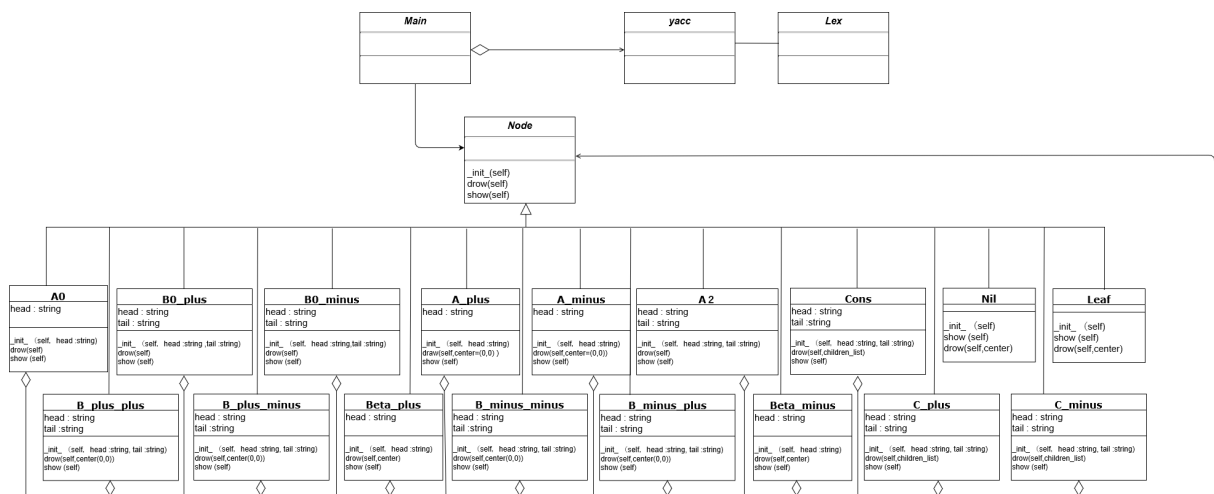 Main
yacc
Lex
Node
_init_(self)
drow(self)
show(self)
A0
head : string
_init_ （self, head :string)
drow(self)
show (self)
B0_plus
head : string
tail : string
_init_ （self, head :string ,tail :string)
drow(self)
show (self)
B0_minus
head : string
tail : string
_init_ （self, head :string,tail :string)
drow(self)
show (self)
A_plus
head : string
tail : string
_init_ （self, head :string)
draw(self,center=(0,0) )
show (self)
A_minus
head : string
tail : string
_init_ （self, head :string)
drow(self,center=(0,0))
show (self)
A2
head : string
tail : string
_init_ （self, head :string, tail :string)
drow(self)
show (self)
Cons
head : string
tail :string
_init_ （self, head :string, tail :string)
drow(self,children_list)
show (self)
Nil
_init_ （self)
show (self)
drow(self,center)
Leaf
_init_ （self)
show (self)
drow(self,center)
B_plus_plus
head : string
tail :string
_init_ （self, head :string, tail :string)
drow(self,center(0,0))
show (self)
B_plus_minus
head : string
tail :string
_init_ （self, head :string, tail :string)
drow(self,center(0,0))
show (self)
Beta_plus
head : string
tail : string
_init_ （self, head :string, tail :string)
drow(self,center)
show (self)
B_minus_minus
head : string
tail : string
_init_ （self, head :string, tail :string)
drow(self,center(0,0))
show (self)
B_minus_plus
head : string
tail : string
_init_ （self, head :string, tail :string)
drow(self,center(0,0))
show (self)
Beta_minus
head : string
tail : string
_init_ （self, head :string, tail :string)
drow(self,center)
show (self)
C_plus
head : string
tail :string
_init_ （self, head :string, tail :string)
drow(self,children_list)
show (self)
C_minus
head : string
tail :string
_init_ （self, head :string, tail :string)
drow(self,children_list)
show (self)